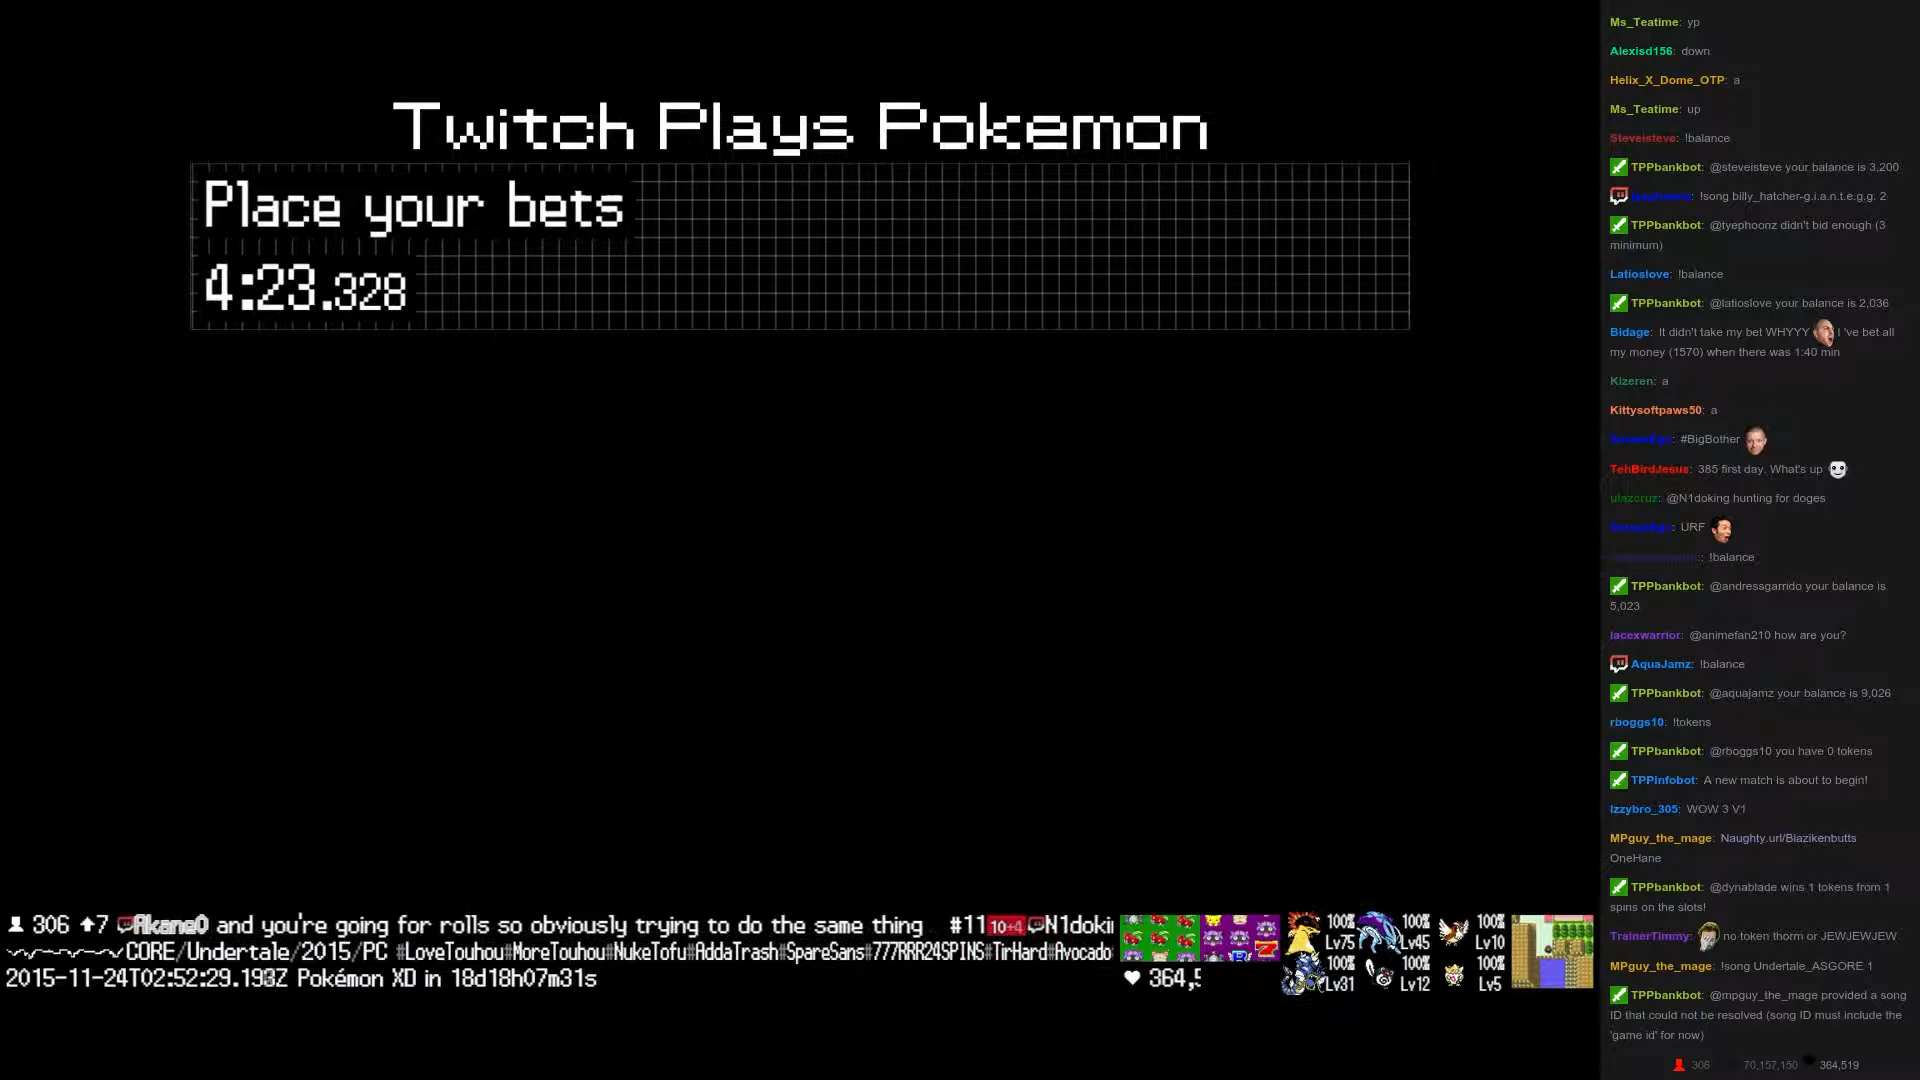 Twitch Plays Pokemon
Place your bets
4:23.328
306 7 Akane0 and you're going for rolls so obviously trying to do the same thing #11 10+4 N1dokin
CORE/Undertale/2015/PC #LoveTouhou#MoreTouhou#NukeTofu#AddaTrash#SpareSans#777RRR24SPINS#TirHard#Avocado
2015-11-24T02:52:29.193Z Pokémon XD in 18d18h07m31s
364,5
100% 100% 100%
Lv75 Lv45 Lv10
100% 100% 100%
Lv31 Lv12 Lv5
Ms_Teatime: yp
Alexisd156: down
Helix_X_Dome_OTP: a
Ms_Teatime: up
Steveisteve: !balance
TPPbankbot: @steveisteve your balance is 3,200
tyephoonz: !song billy_hatcher-g.i.a.n.t.e.g.g. 2
TPPbankbot: @tyephoonz didn't bid enough (3
minimum)
Latioslove: !balance
TPPbankbot: @latioslove your balance is 2,036
Bidage: It didn't take my bet WHYYY I 've bet all
my money (1570) when there was 1:40 min
Kizeren: a
Kittysoftpaws50: a
: #BigBother
TehBirdJesus: 385 first day. What's up
ulazcruz: @N1doking hunting for doges
: URF
: !balance
TPPbankbot: @andressgarrido your balance is
5,023
lacexwarrior: @animefan210 how are you?
AquaJamz: !balance
TPPbankbot: @aquajamz your balance is 9,026
rboggs10: !tokens
TPPbankbot: @rboggs10 you have 0 tokens
TPPinfobot: A new match is about to begin!
Izzybro_305: WOW 3 V1
MPguy_the_mage: Naughty.url/Blazikenbutts
OneHane
TPPbankbot: @dynablade wins 1 tokens from 1
spins on the slots!
TrainerTimmy: no token thorm or JEWJEWJEW
MPguy_the_mage: !song Undertale_ASGORE 1
TPPbankbot: @mpguy_the_mage provided a song
ID that could not be resolved (song ID must include the
'game id' for now)
306 70,157,150 364,519